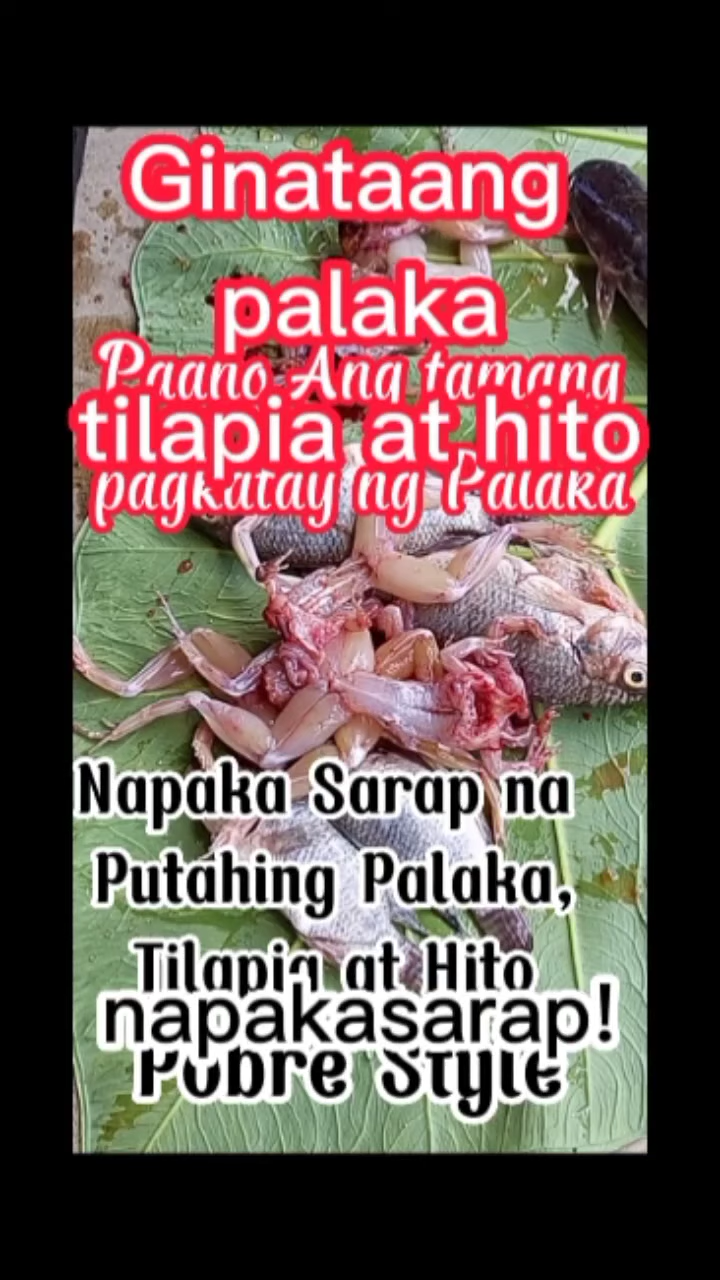 Ginataang
palaka
Paano Ang tamang
tilapia at hito
pagkatay ng Palaka
Napaka Sarap na
Putahing Palaka,
Tilapia at Hito
napakasarap!
Pobre Style